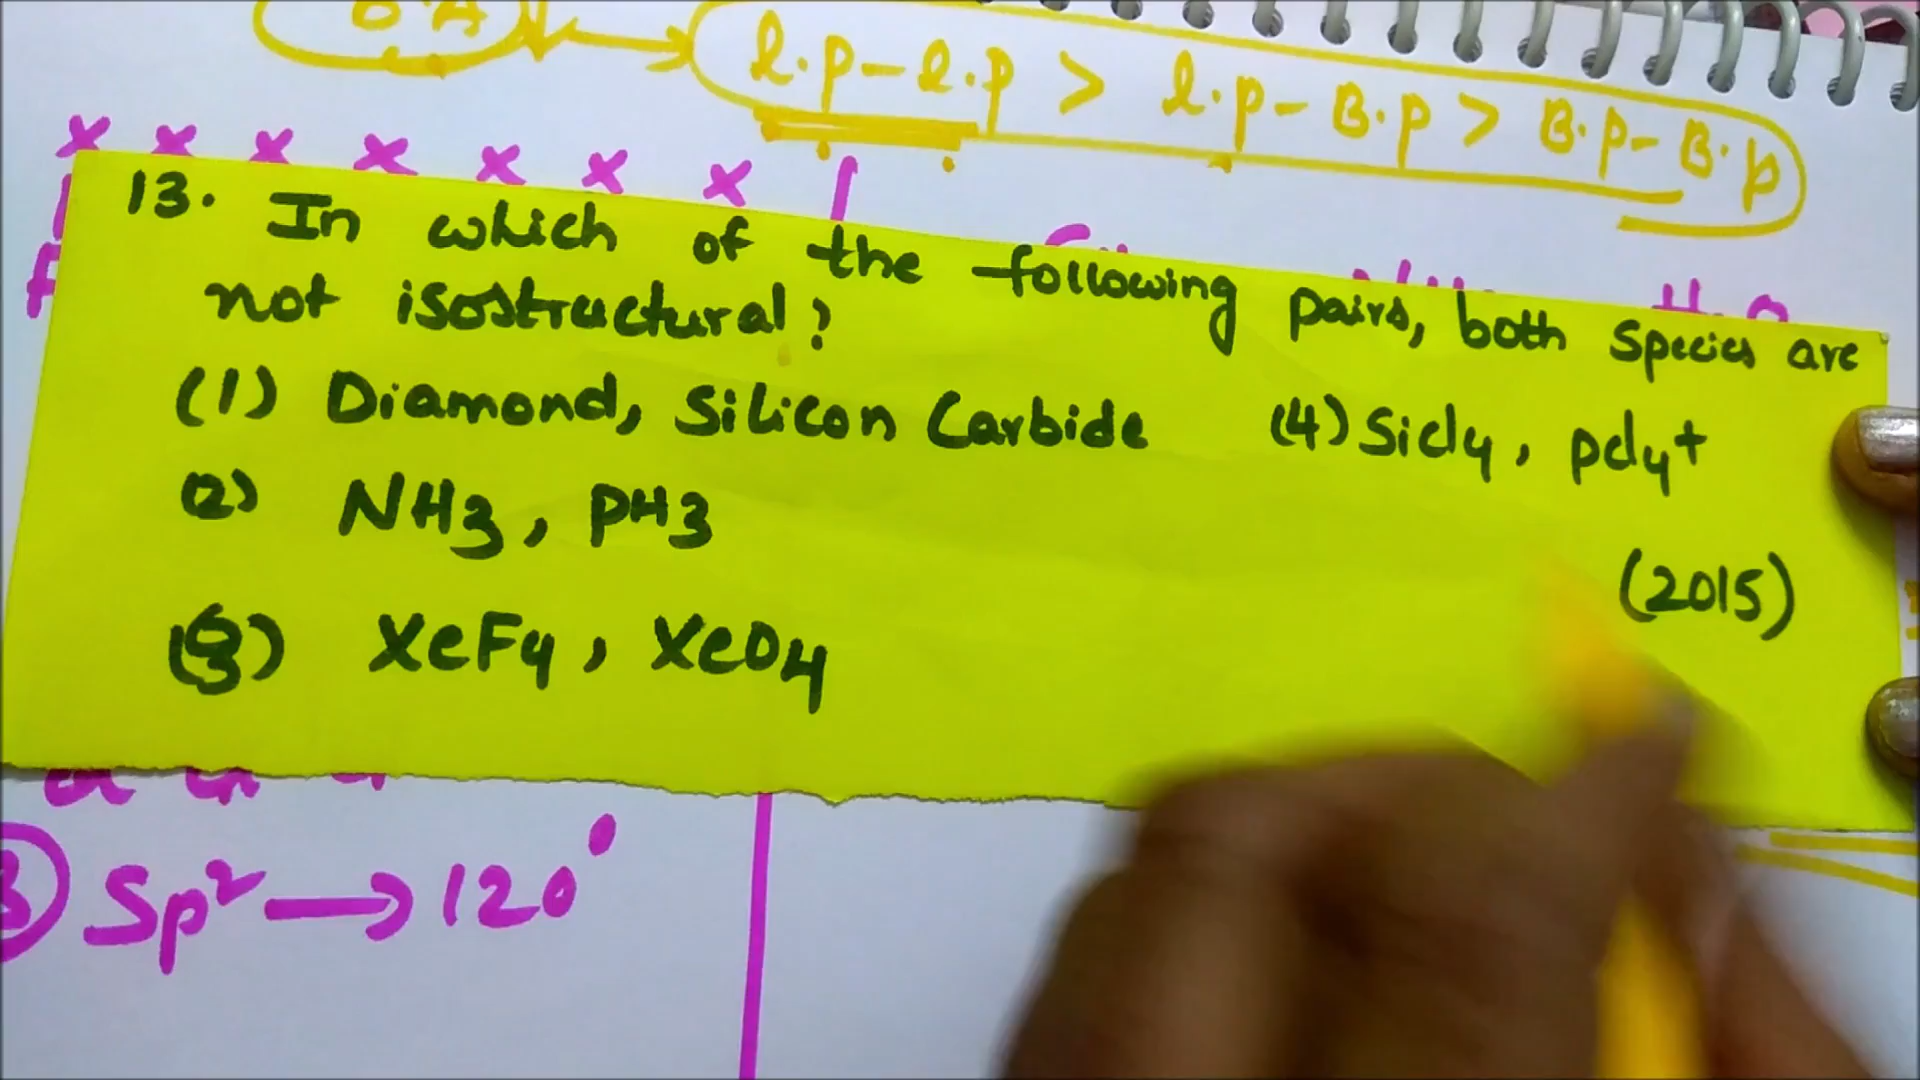 l.p-l.p > l.p-B.p > B.p-B.p
x x x x x x x
13. In which of the following pairs, both species are
not isostructural?
(1) Diamond, Silicon Carbide (4) Sicl4, pcl4+
(2) NH3, PH3
(3) XeF4, XeO4
(2015)
Sp² → 120°